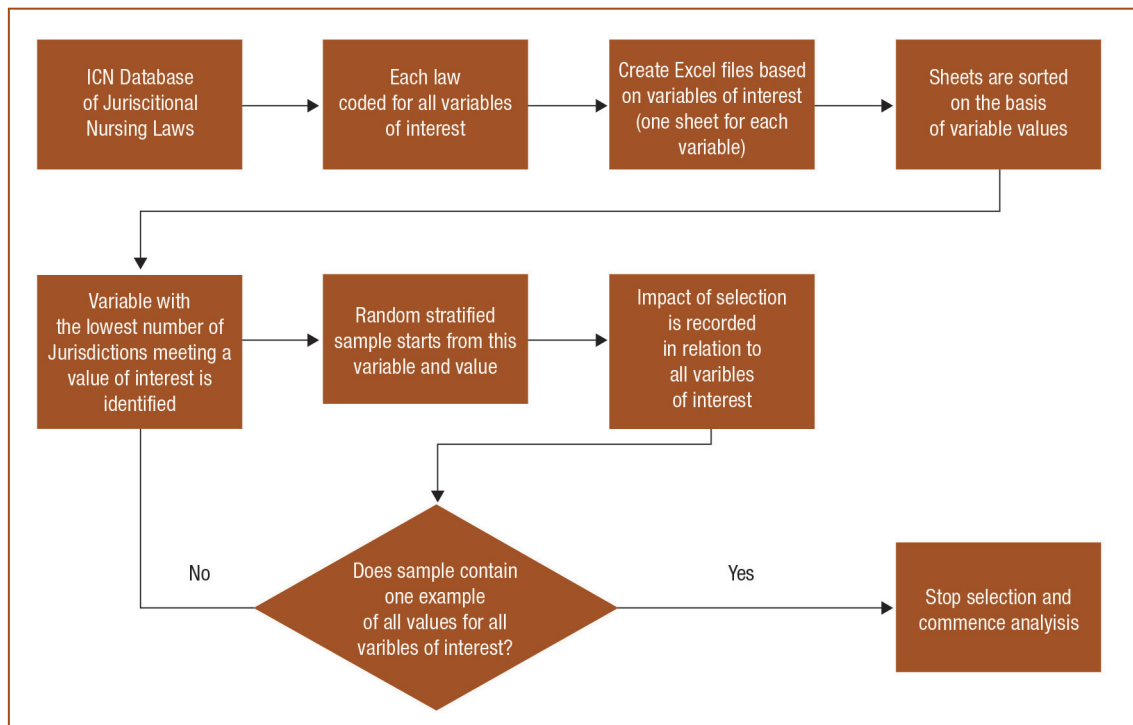 ICN Database
of Juriscitional
Nursing Laws
Each law
coded for all variables
of interest
Create Excel files based
on variables of interest
(one sheet for each
variable)
Sheets are sorted
on the basis
of variable values
Variable with
the lowest number of
Jurisdictions meeting a
value of interest is
identified
Random stratified
sample starts from this
variable and value
Impact of selection
is recorded
in relation to
all varibles
of interest
No
Does sample contain
one example
of all values for all
varibles of interest?
Yes
Stop selection and
commence analyisis